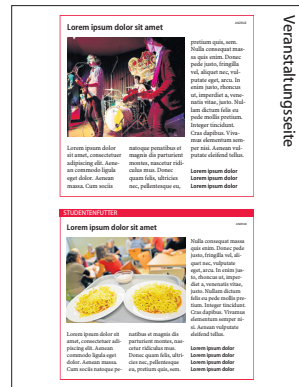 Veranstaltungsseite
ANZEIGE
Lorem ipsum dolor sit amet
pretium quis, sem.
Nulla consequat mas-
sa quis enim. Donec
pede justo, fringilla
vel, aliquet nec, vul-
putate eget, arcu. In
enim justo, rhoncus
ut, imperdiet a, vene-
natis vitae, justo. Nul-
lam dictum felis eu
pede mollis pretium.
Integer tincidunt.
Cras dapibus. Viva-
mus elementum sem-
per nisi. Aenean vul-
putate eleifend tellus.
Lorem ipsum dolor
Lorem ipsum dolor
Lorem ipsum dolor
Lorem ipsum dolor
sit amet, consectetuer
adipiscing elit. Aene-
an commodo ligula
eget dolor. Aenean
massa. Cum sociis
natoque penatibus et
magnis dis parturient
montes, nascetur ridi-
culus mus. Donec
quam felis, ultricies
nec, pellentesque eu,
STUDENTENFUTTER
ANZEIGE
Lorem ipsum dolor sit amet
Nulla consequat massa
quis enim. Donec pede
justo, fringilla vel, ali-
quet nec, vulputate
eget, arcu. In enim jus-
to, rhoncus ut, imper-
diet a, venenatis vitae,
justo. Nullam dictum
felis eu pede mollis pre-
tium. Integer tincidunt.
Cras dapibus. Vivamus
elementum semper ni-
si. Aenean vulputate
eleifend tellus.
Lorem ipsum dolor
Lorem ipsum dolor
Lorem ipsum dolor
Lorem ipsum dolor sit
amet, consectetuer adi-
piscing elit. Aenean
commodo ligula eget
dolor. Aenean massa.
Cum sociis natoque pe-
natibus et magnis dis
parturient montes, nas-
cetur ridiculus mus.
Donec quam felis, ultri-
cies nec, pellentesque
eu, pretium quis, sem.